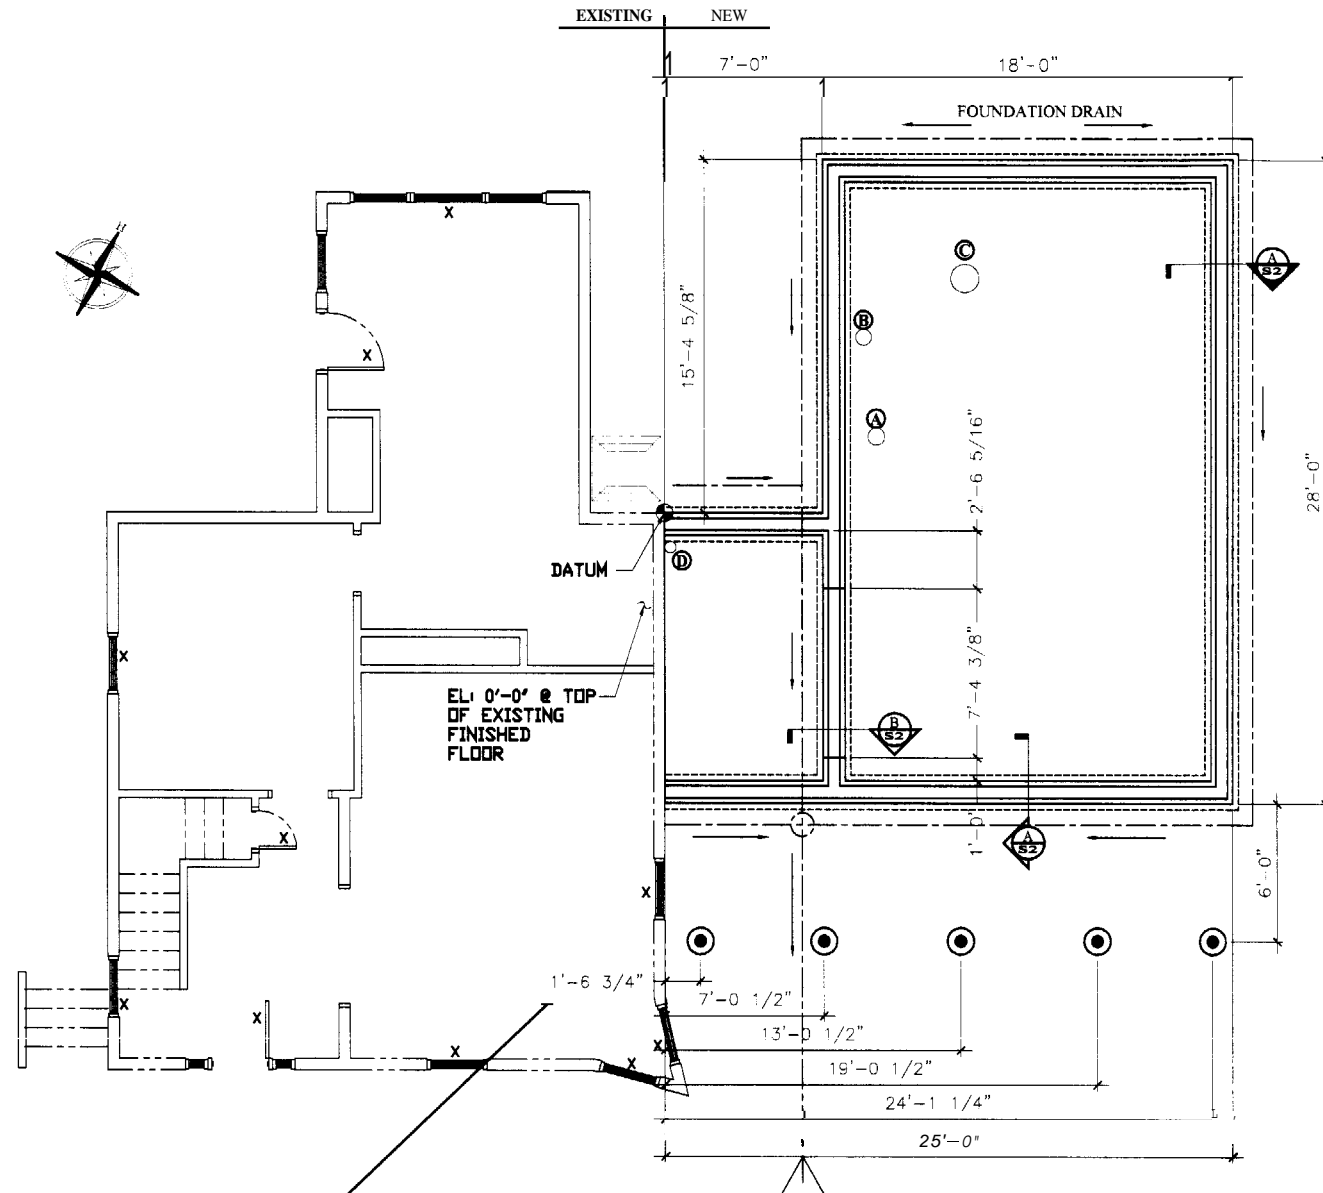 EXISTING NEW
7'-0" 18'-0"
FOUNDATION DRAIN
N
C
A
S2
B
15'-4 5/8"
A
2'-6 5/16"
28'-0"
D
DATUM
EL: 0'-0" @ TOP
OF EXISTING
FINISHED
FLOOR
7'-4 3/8"
B
S2
1'-0"
A
S2
6'-0"
X
X
X
X
X
X
X
X
X
X
1'-6 3/4"
7'-0 1/2"
13'-0 1/2"
19'-0 1/2"
24'-1 1/4"
25'-0"